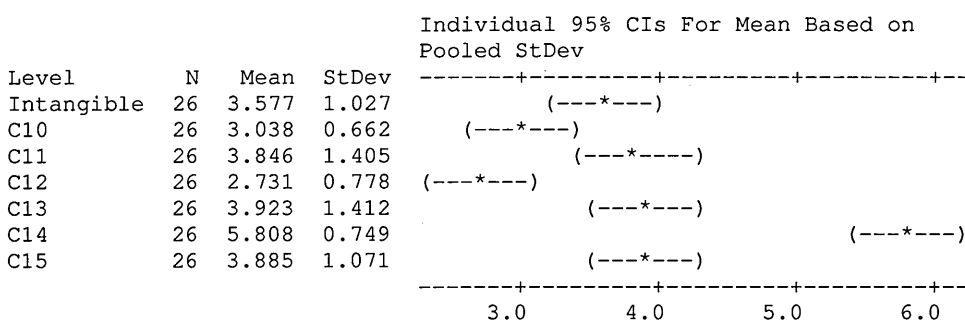 Individual 95% CIs For Mean Based on
Pooled StDev
Level N Mean StDev -------+---------+---------+---------+--
Intangible 26 3.577 1.027 (---*---)
C10 26 3.038 0.662 (---*---)
C11 26 3.846 1.405 (---*----)
C12 26 2.731 0.778 (---*---)
C13 26 3.923 1.412 (---*---)
C14 26 5.808 0.749 (---*---)
C15 26 3.885 1.071 (---*---)
-------+---------+---------+---------+--
3.0 4.0 5.0 6.0